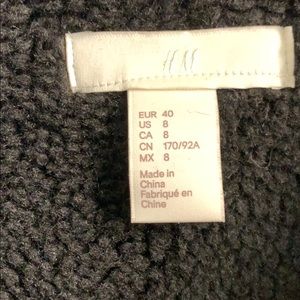 H&M
EUR 40
US 8
CA 8
CN 170/92A
MX 8
Made in
China
Fabriqué en
Chine